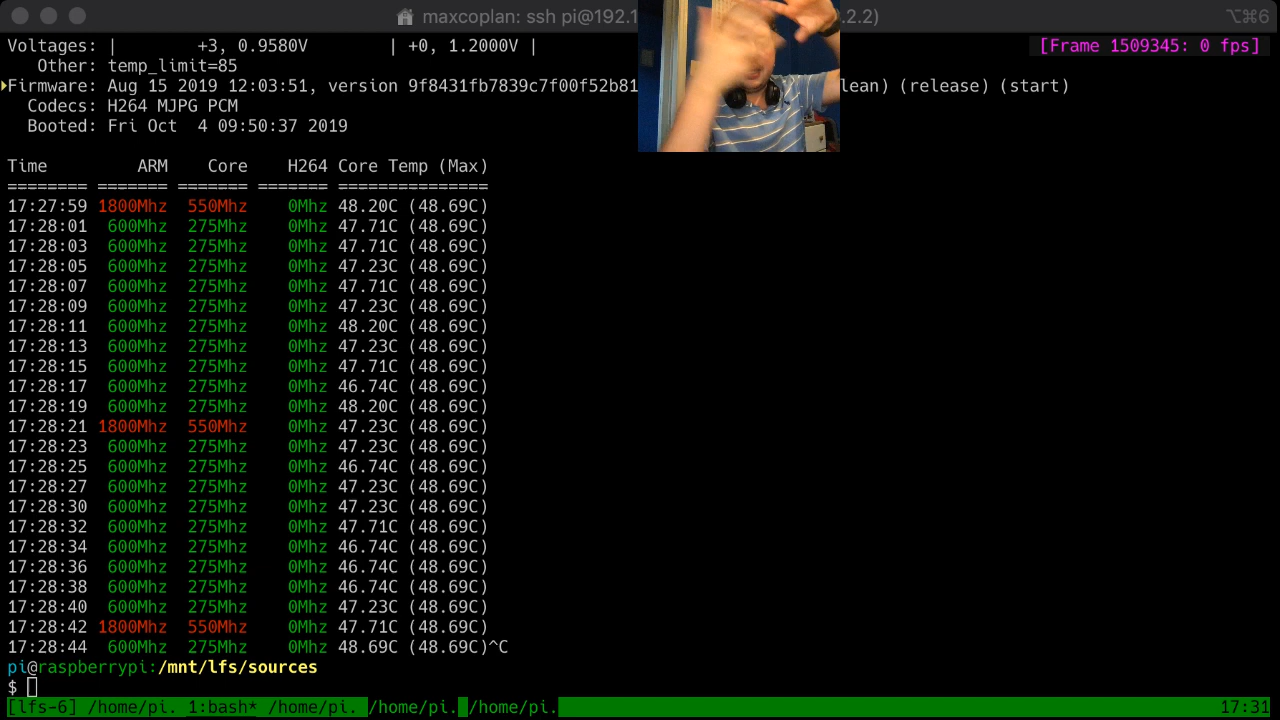 maxcoplan: ssh pi@192.1 .2.2) ⌥⌘6
Voltages: | +3, 0.9580V | +0, 1.2000V | [Frame 1509345: 0 fps]
Other: temp_limit=85
Firmware: Aug 15 2019 12:03:51, version 9f8431fb7839c7f00f52b81 lean) (release) (start)
Codecs: H264 MJPG PCM
Booted: Fri Oct 4 09:50:37 2019
Time ARM Core H264 Core Temp (Max)
======== ======= ======= ======= ===============
17:27:59 1800Mhz 550Mhz 0Mhz 48.20C (48.69C)
17:28:01 600Mhz 275Mhz 0Mhz 47.71C (48.69C)
17:28:03 600Mhz 275Mhz 0Mhz 47.71C (48.69C)
17:28:05 600Mhz 275Mhz 0Mhz 47.23C (48.69C)
17:28:07 600Mhz 275Mhz 0Mhz 47.71C (48.69C)
17:28:09 600Mhz 275Mhz 0Mhz 47.23C (48.69C)
17:28:11 600Mhz 275Mhz 0Mhz 48.20C (48.69C)
17:28:13 600Mhz 275Mhz 0Mhz 47.23C (48.69C)
17:28:15 600Mhz 275Mhz 0Mhz 47.71C (48.69C)
17:28:17 600Mhz 275Mhz 0Mhz 46.74C (48.69C)
17:28:19 600Mhz 275Mhz 0Mhz 48.20C (48.69C)
17:28:21 1800Mhz 550Mhz 0Mhz 47.23C (48.69C)
17:28:23 600Mhz 275Mhz 0Mhz 47.23C (48.69C)
17:28:25 600Mhz 275Mhz 0Mhz 46.74C (48.69C)
17:28:27 600Mhz 275Mhz 0Mhz 47.23C (48.69C)
17:28:30 600Mhz 275Mhz 0Mhz 47.23C (48.69C)
17:28:32 600Mhz 275Mhz 0Mhz 47.71C (48.69C)
17:28:34 600Mhz 275Mhz 0Mhz 46.74C (48.69C)
17:28:36 600Mhz 275Mhz 0Mhz 46.74C (48.69C)
17:28:38 600Mhz 275Mhz 0Mhz 46.74C (48.69C)
17:28:40 600Mhz 275Mhz 0Mhz 47.23C (48.69C)
17:28:42 1800Mhz 550Mhz 0Mhz 47.71C (48.69C)
17:28:44 600Mhz 275Mhz 0Mhz 48.69C (48.69C)^C
pi@raspberrypi:/mnt/lfs/sources
$
[lfs-6] /home/pi. 1:bash* /home/pi. /home/pi. /home/pi. 17:31